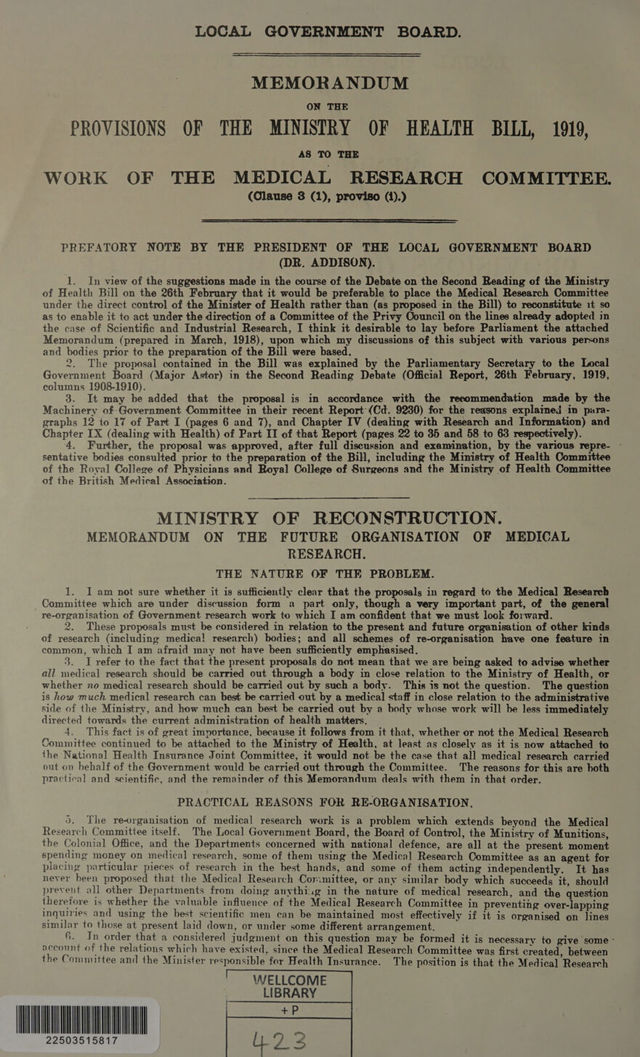 LOCAL GOVERNMENT BOARD.
MEMORANDUM
ON THE
PROVISIONS OF THE MINISTRY OF HEALTH BILL, 1919,
AS TO THE
WORK OF THE MEDICAL RESEARCH COMMITTEE.
(Clause 3 (1), proviso (i).)
PREFATORY NOTE BY THE PRESIDENT OF THE LOCAL GOVERNMENT BOARD
(DR. ADDISON).
1. In view of the suggestions made in the course of the Debate on the Second Reading of the Ministry
of Health Bill on the 26th February that it would be preferable to place the Medical Research Committee
under the direct control of the Minister of Health rather than (as proposed in the Bill) to reconstitute it so
as to enable it to act under the direction of a Committee of the Privy Council on the lines already adopted in
the case of Scientific and Industrial Research, I think it desirable to lay before Parliament the attached
Memorandum (prepared in March, 1918), upon which my discussions of this subject with various persons
and bodies prior to the preparation of the Bill were based.
2. The proposal contained in the Bill was explained by the Parliamentary Secretary to the Local
Government Board (Major Astor) in the Second Reading Debate (Official Report, 26th February, 1919,
columns 1908-1910).
3. It may be added that the proposal is in accordance with the recommendation made by the
Machinery of Government Committee in their recent Report (Cd. 9230) for the reasons explained in para-
graphs 12 to 17 of Part I (pages 6 and 7), and Chapter IV (dealing with Research and Information) and
Chapter IX (dealing with Health) of Part II of that Report (pages 22 to 35 and 58 to 63 respectively).
4. Further, the proposal was approved, after full discussion and examination, by the various repre-
sentative bodies consulted prior to the preparation of the Bill, including the Ministry of Health Committee
of the Royal College of Physicians and Royal College of Surgeons and the Ministry of Health Committee
of the British Medical Association.
MINISTRY OF RECONSTRUCTION.
MEMORANDUM ON THE FUTURE ORGANISATION OF MEDICAL
RESEARCH.
THE NATURE OF THE PROBLEM.
1. I am not sure whether it is sufficiently clear that the proposals in regard to the Medical Research
Committee which are under discussion form a part only, though a very important part, of the general
re-organisation of Government research work to which I am confident that we must look forward.
2. These proposals must be considered in relation to the present and future organisation of other kinds
of research (including medical research) bodies; and all schemes of re-organisation have one feature in
common, which I am afraid may not have been sufficiently emphasised.
3. I refer to the fact that the present proposals do not mean that we are being asked to advise whether
all medical research should be carried out through a body in close relation to the Ministry of Health, or
whether no medical research should be carried out by such a body. This is not the question. The question
is how much medical research can best be carried out by a medical staff in close relation to the administrative
side of the Ministry, and how much can best be carried out by a body whose work will be less immediately
directed towards the current administration of health matters.
4. This fact is of great importance, because it follows from it that, whether or not the Medical Research
Committee continued to be attached to the Ministry of Health, at least as closely as it is now attached to
the National Health Insurance Joint Committee, it would not be the case that all medical research carried
out on behalf of the Government would be carried out through the Committee. The reasons for this are both
practical and scientific, and the remainder of this Memorandum deals with them in that order.
PRACTICAL REASONS FOR RE-ORGANISATION.
5. The re-organisation of medical research work is a problem which extends beyond the Medical
Research Committee itself. The Local Government Board, the Board of Control, the Ministry of Munitions,
the Colonial Office, and the Departments concerned with national defence, are all at the present moment
spending money on medical research, some of them using the Medical Research Committee as an agent for
placing particular pieces of research in the best hands, and some of them acting independently. It has
never been proposed that the Medical Research Committee, or any similar body which succeeds it, should
prevent all other Departments from doing anything in the nature of medical research, and the question
therefore is whether the valuable influence of the Medical Research Committee in preventing over-lapping
inquiries and using the best scientific men can be maintained most effectively if it is organised on lines
similar to those at present laid down, or under some different arrangement.
6. In order that a considered judgment on this question may be formed it is necessary to give some
account of the relations which have existed, since the Medical Research Committee was first created, between
the Committee and the Minister responsible for Health Insurance. The position is that the Medical Research
WELLCOME
LIBRARY
+P
423
22503515817